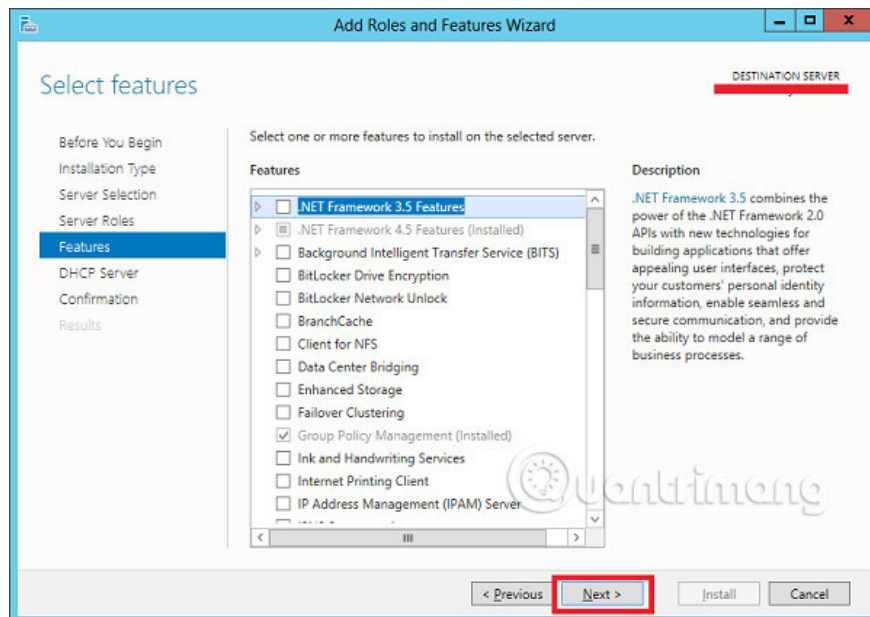 Add Roles and Features Wizard
Select features
DESTINATION SERVER
Before You Begin
Installation Type
Server Selection
Server Roles
Features
DHCP Server
Confirmation
Results
Select one or more features to install on the selected server.
Features
.NET Framework 3.5 Features
.NET Framework 4.5 Features (Installed)
Background Intelligent Transfer Service (BITS)
BitLocker Drive Encryption
BitLocker Network Unlock
BranchCache
Client for NFS
Data Center Bridging
Enhanced Storage
Failover Clustering
Group Policy Management (Installed)
Ink and Handwriting Services
Internet Printing Client
IP Address Management (IPAM) Server
Description
.NET Framework 3.5 combines the
power of the .NET Framework 2.0
APIs with new technologies for
building applications that offer
appealing user interfaces, protect
your customers' personal identity
information, enable seamless and
secure communication, and provide
the ability to model a range of
business processes.
Quantrimang
< Previous
Next >
Install
Cancel